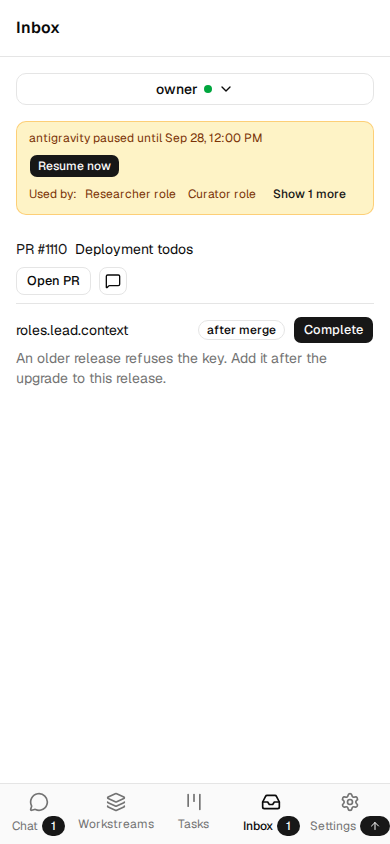 Inbox
owner
antigravity paused until Sep 28, 12:00 PM
Resume now
Used by: Researcher role Curator role Show 1 more
PR #1110 Deployment todos
Open PR
roles.lead.context after merge Complete
An older release refuses the key. Add it after the
upgrade to this release.
Chat 1 Workstreams Tasks Inbox 1 Settings ↑